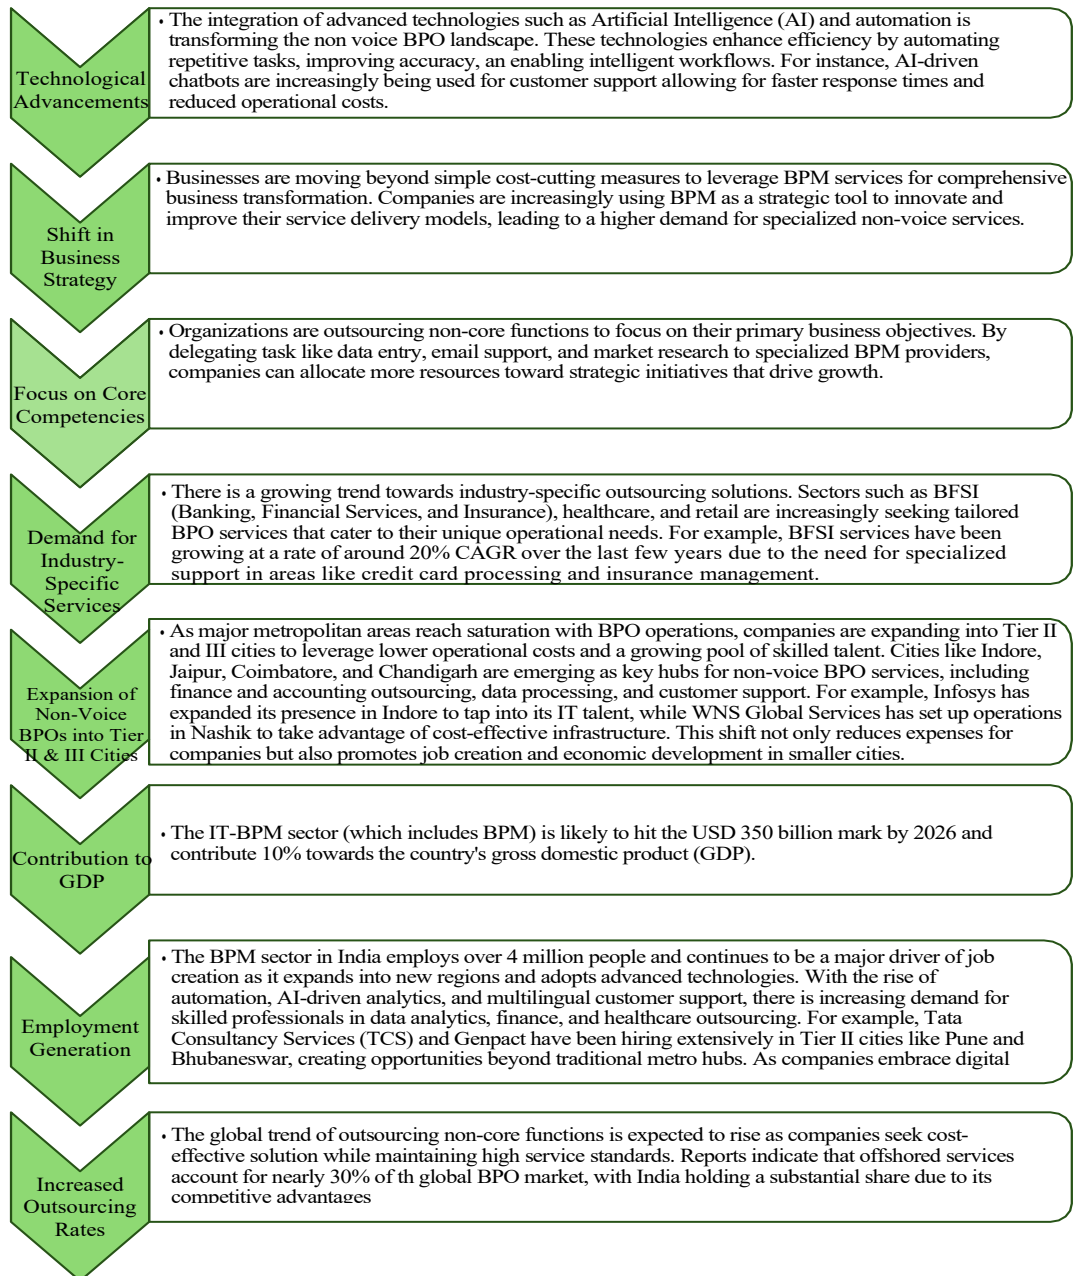 Technological
Advancements
• The integration of advanced technologies such as Artificial Intelligence (AI) and automation is
transforming the non voice BPO landscape. These technologies enhance efficiency by automating
repetitive tasks, improving accuracy, an enabling intelligent workflows. For instance, AI-driven
chatbots are increasingly being used for customer support allowing for faster response times and
reduced operational costs.
Shift in
Business
Strategy
• Businesses are moving beyond simple cost-cutting measures to leverage BPM services for comprehensive
business transformation. Companies are increasingly using BPM as a strategic tool to innovate and
improve their service delivery models, leading to a higher demand for specialized non-voice services.
Focus on Core
Competencies
• Organizations are outsourcing non-core functions to focus on their primary business objectives. By
delegating task like data entry, email support, and market research to specialized BPM providers,
companies can allocate more resources toward strategic initiatives that drive growth.
Demand for
Industry-
Specific
Services
• There is a growing trend towards industry-specific outsourcing solutions. Sectors such as BFSI
(Banking, Financial Services, and Insurance), healthcare, and retail are increasingly seeking tailored
BPO services that cater to their unique operational needs. For example, BFSI services have been
growing at a rate of around 20% CAGR over the last few years due to the need for specialized
support in areas like credit card processing and insurance management.
Expansion of
Non-Voice
BPOs into Tier
II & III Cities
• As major metropolitan areas reach saturation with BPO operations, companies are expanding into Tier II
and III cities to leverage lower operational costs and a growing pool of skilled talent. Cities like Indore,
Jaipur, Coimbatore, and Chandigarh are emerging as key hubs for non-voice BPO services, including
finance and accounting outsourcing, data processing, and customer support. For example, Infosys has
expanded its presence in Indore to tap into its IT talent, while WNS Global Services has set up operations
in Nashik to take advantage of cost-effective infrastructure. This shift not only reduces expenses for
companies but also promotes job creation and economic development in smaller cities.
Contribution to
GDP
• The IT-BPM sector (which includes BPM) is likely to hit the USD 350 billion mark by 2026 and
contribute 10% towards the country's gross domestic product (GDP).
Employment
Generation
• The BPM sector in India employs over 4 million people and continues to be a major driver of job
creation as it expands into new regions and adopts advanced technologies. With the rise of
automation, AI-driven analytics, and multilingual customer support, there is increasing demand for
skilled professionals in data analytics, finance, and healthcare outsourcing. For example, Tata
Consultancy Services (TCS) and Genpact have been hiring extensively in Tier II cities like Pune and
Bhubaneswar, creating opportunities beyond traditional metro hubs. As companies embrace digital
Increased
Outsourcing
Rates
• The global trend of outsourcing non-core functions is expected to rise as companies seek cost-
effective solution while maintaining high service standards. Reports indicate that offshored services
account for nearly 30% of th global BPO market, with India holding a substantial share due to its
competitive advantages